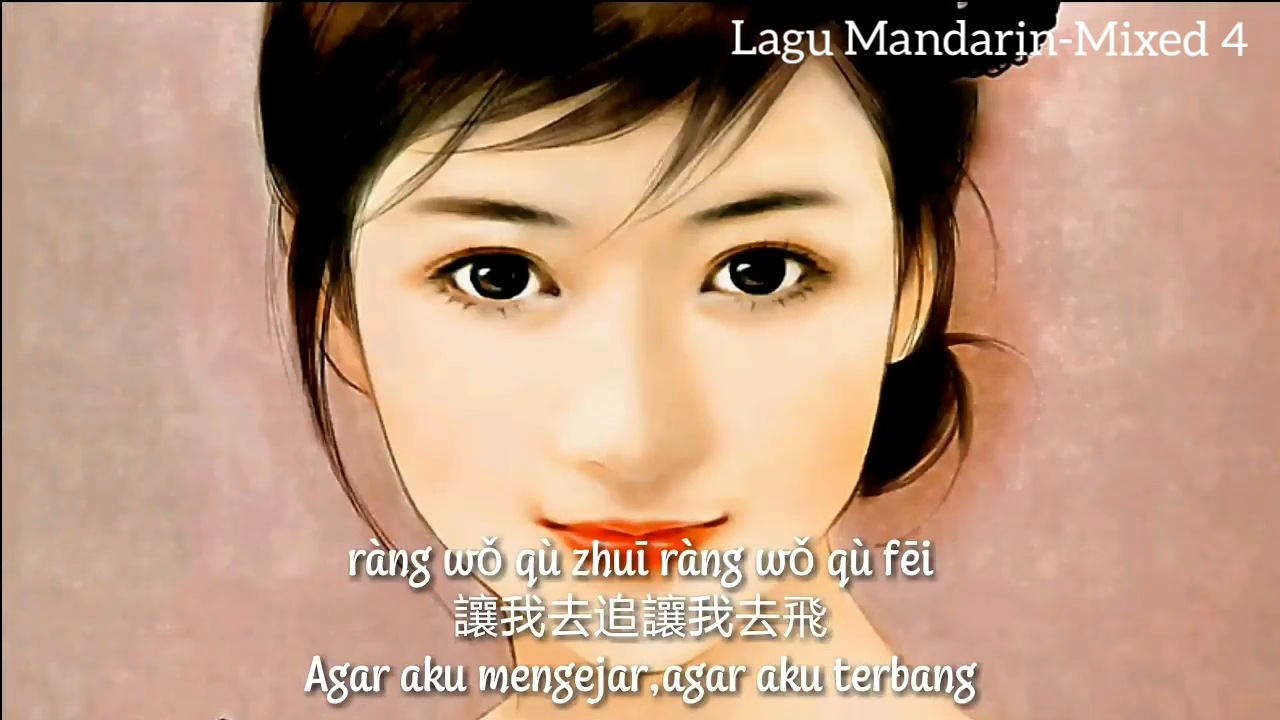 Lagu Mandarin-Mixed 4
ràng wǒ qù zhuī ràng wǒ qù fēi
讓我去追讓我去飛
Agar aku mengejar,agar aku terbang